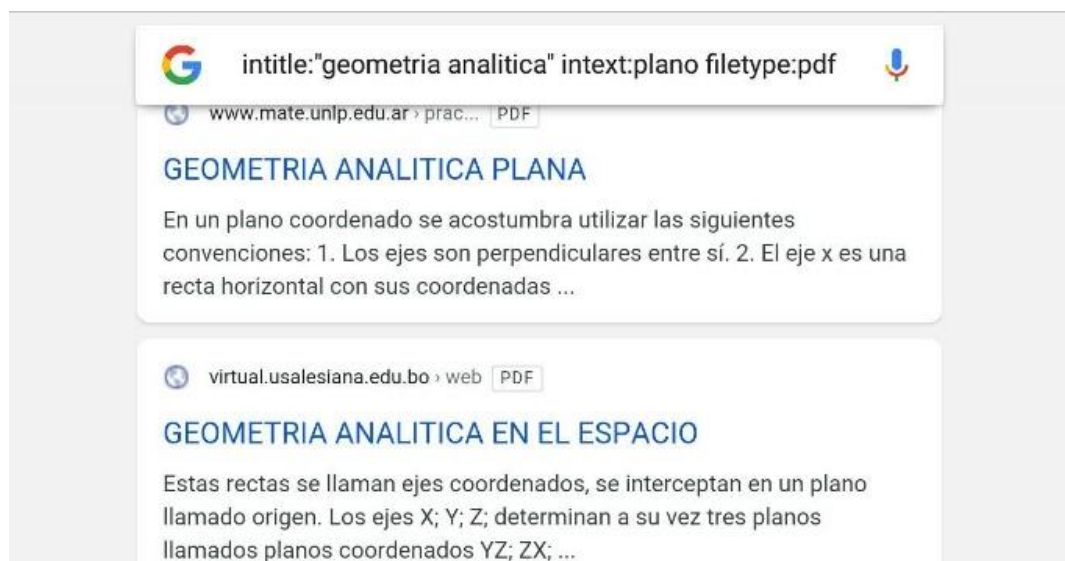 intitle:"geometria analitica" intext:plano filetype:pdf
www.mate.unlp.edu.ar › prac... PDF
GEOMETRIA ANALITICA PLANA
En un plano coordenado se acostumbra utilizar las siguientes
convenciones: 1. Los ejes son perpendiculares entre sí. 2. El eje x es una
recta horizontal con sus coordenadas ...
virtual.usalesiana.edu.bo › web PDF
GEOMETRIA ANALITICA EN EL ESPACIO
Estas rectas se llaman ejes coordenados, se interceptan en un plano
llamado origen. Los ejes X; Y; Z; determinan a su vez tres planos
llamados planos coordenados YZ; ZX; ...